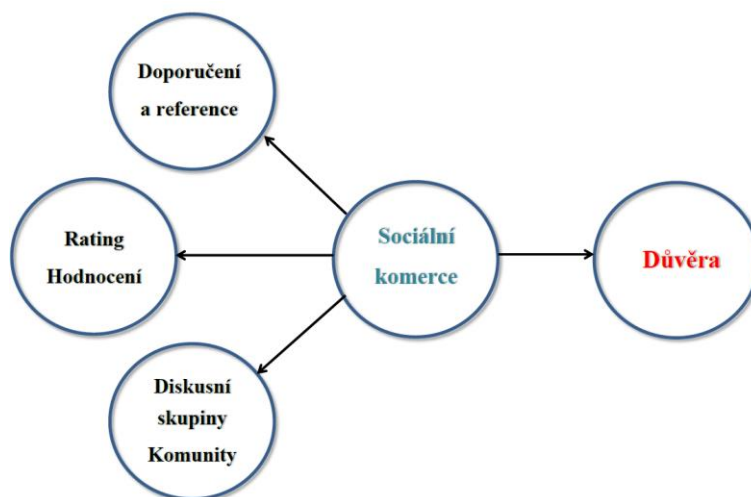 Doporučení
a reference
Rating
Hodnocení
Sociální
komerce
Důvěra
Diskusní
skupiny
Komunity